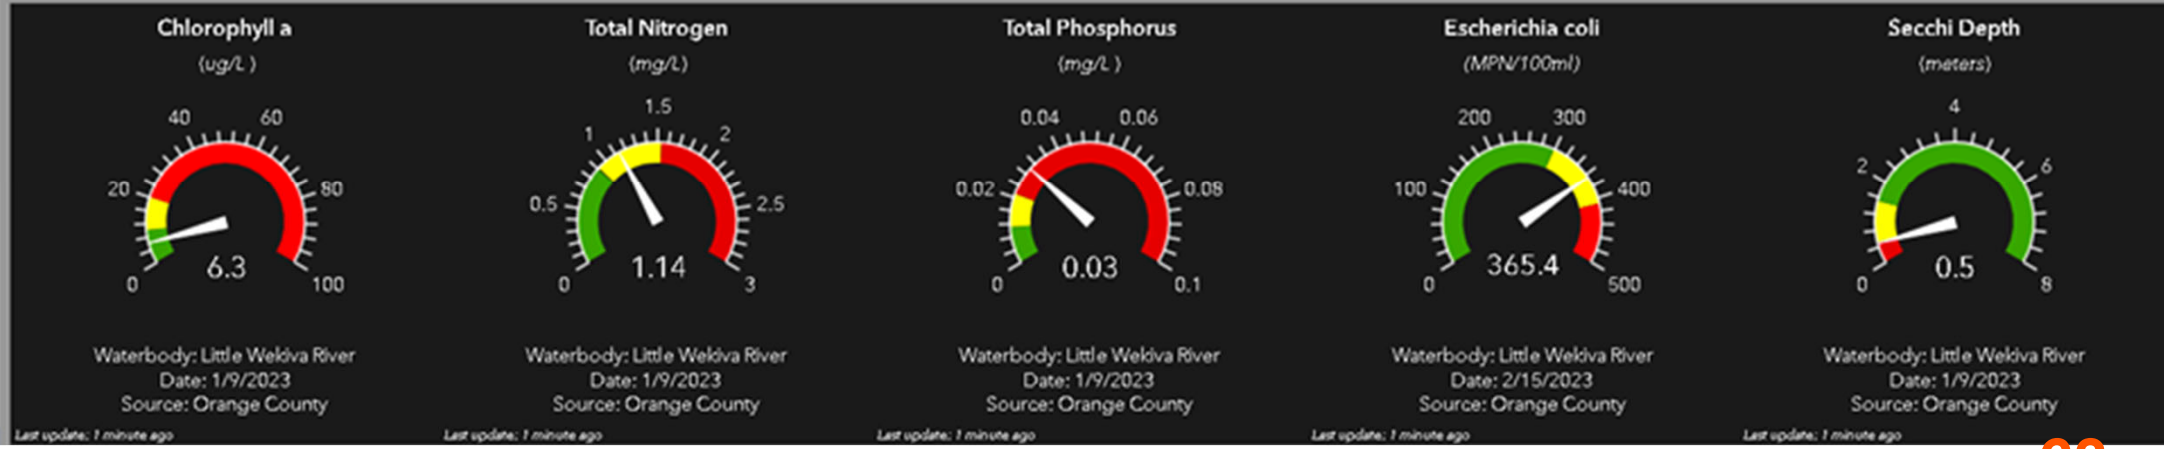 Chlorophyll a
(ug/L )
0
20
40
60
80
100
6.3
Waterbody: Little Wekiva River
Date: 1/9/2023
Source: Orange County
Last update: 1 minute ago
Total Nitrogen
(mg/L)
0
0.5
1
1.5
2
2.5
3
1.14
Waterbody: Little Wekiva River
Date: 1/9/2023
Source: Orange County
Last update: 1 minute ago
Total Phosphorus
(mg/L )
0
0.02
0.04
0.06
0.08
0.1
0.03
Waterbody: Little Wekiva River
Date: 1/9/2023
Source: Orange County
Last update: 1 minute ago
Escherichia coli
(MPN/100ml)
0
100
200
300
400
500
365.4
Waterbody: Little Wekiva River
Date: 2/15/2023
Source: Orange County
Last update: 1 minute ago
Secchi Depth
(meters)
0
2
4
6
8
0.5
Waterbody: Little Wekiva River
Date: 1/9/2023
Source: Orange County
Last update: 1 minute ago